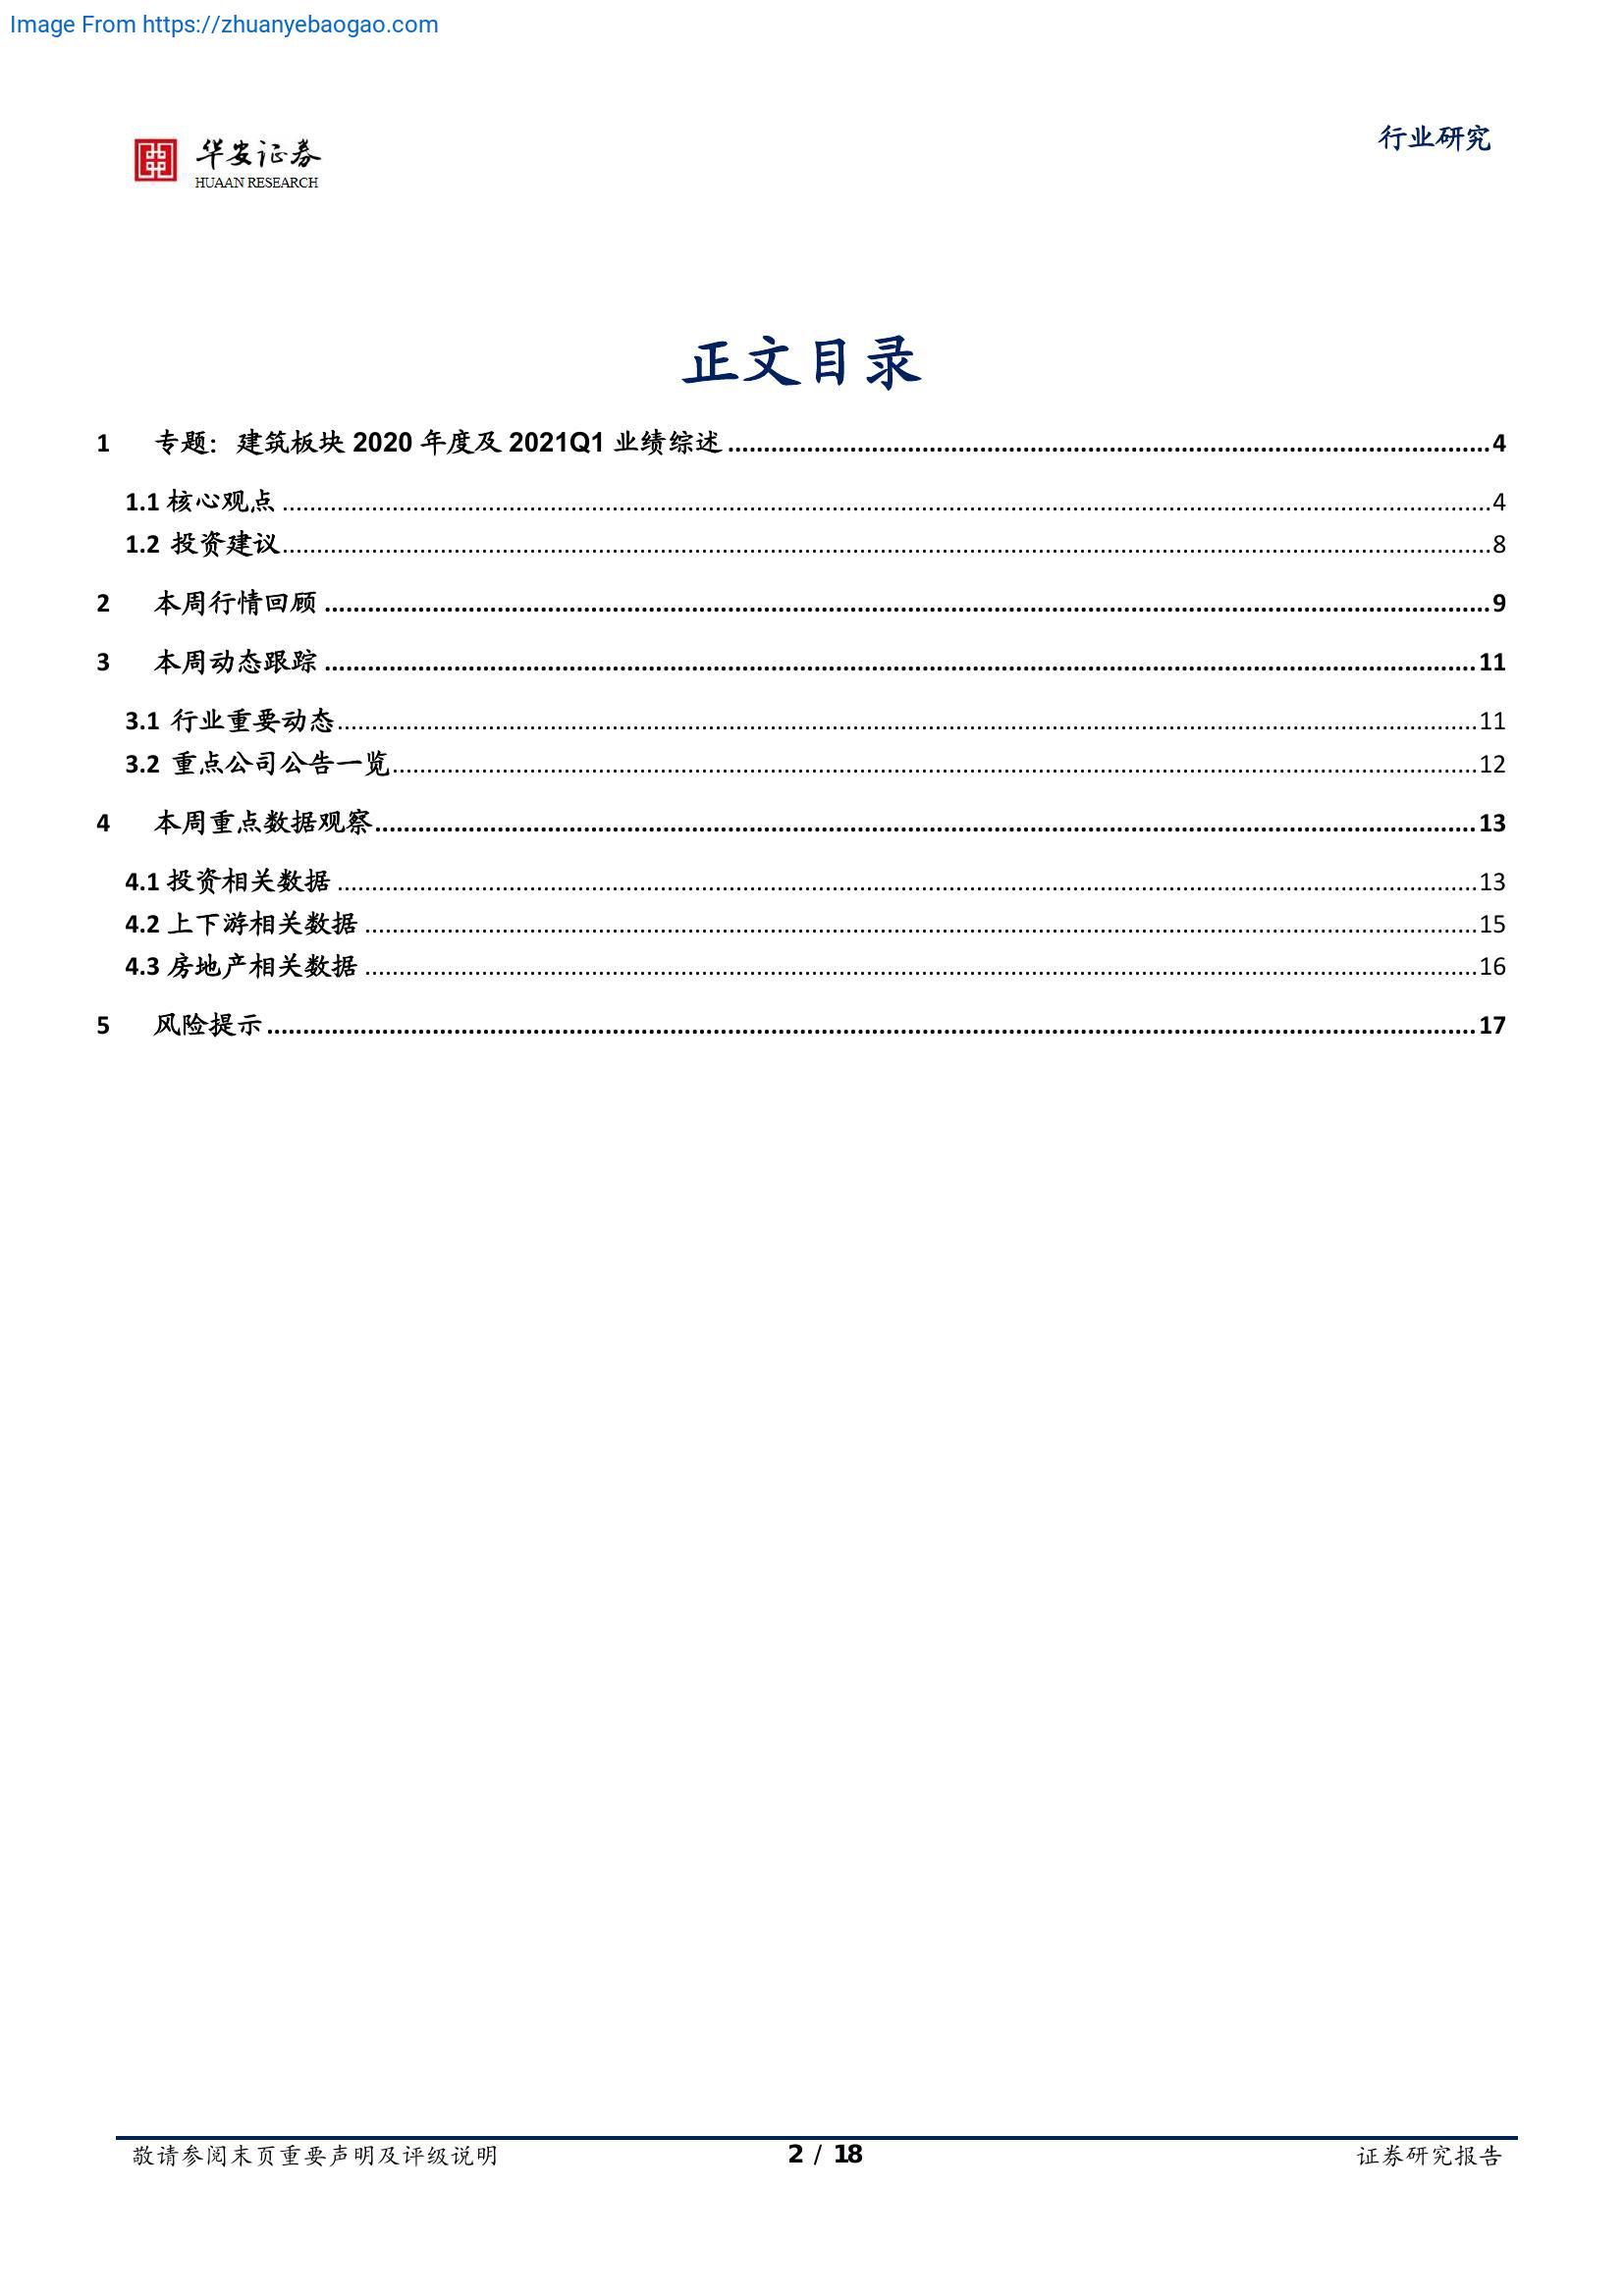 Image From https://zhuanyebaogao.com
华安证券
HUAAN RESEARCH
行业研究
正文目录
1 专题：建筑板块 2020 年度及 2021Q1 业绩综述 4
1.1 核心观点 4
1.2 投资建议 8
2 本周行情回顾 9
3 本周动态跟踪 11
3.1 行业重要动态 11
3.2 重点公司公告一览 12
4 本周重点数据观察 13
4.1 投资相关数据 13
4.2 上下游相关数据 15
4.3 房地产相关数据 16
5 风险提示 17
敬请参阅末页重要声明及评级说明 2 / 18 证券研究报告